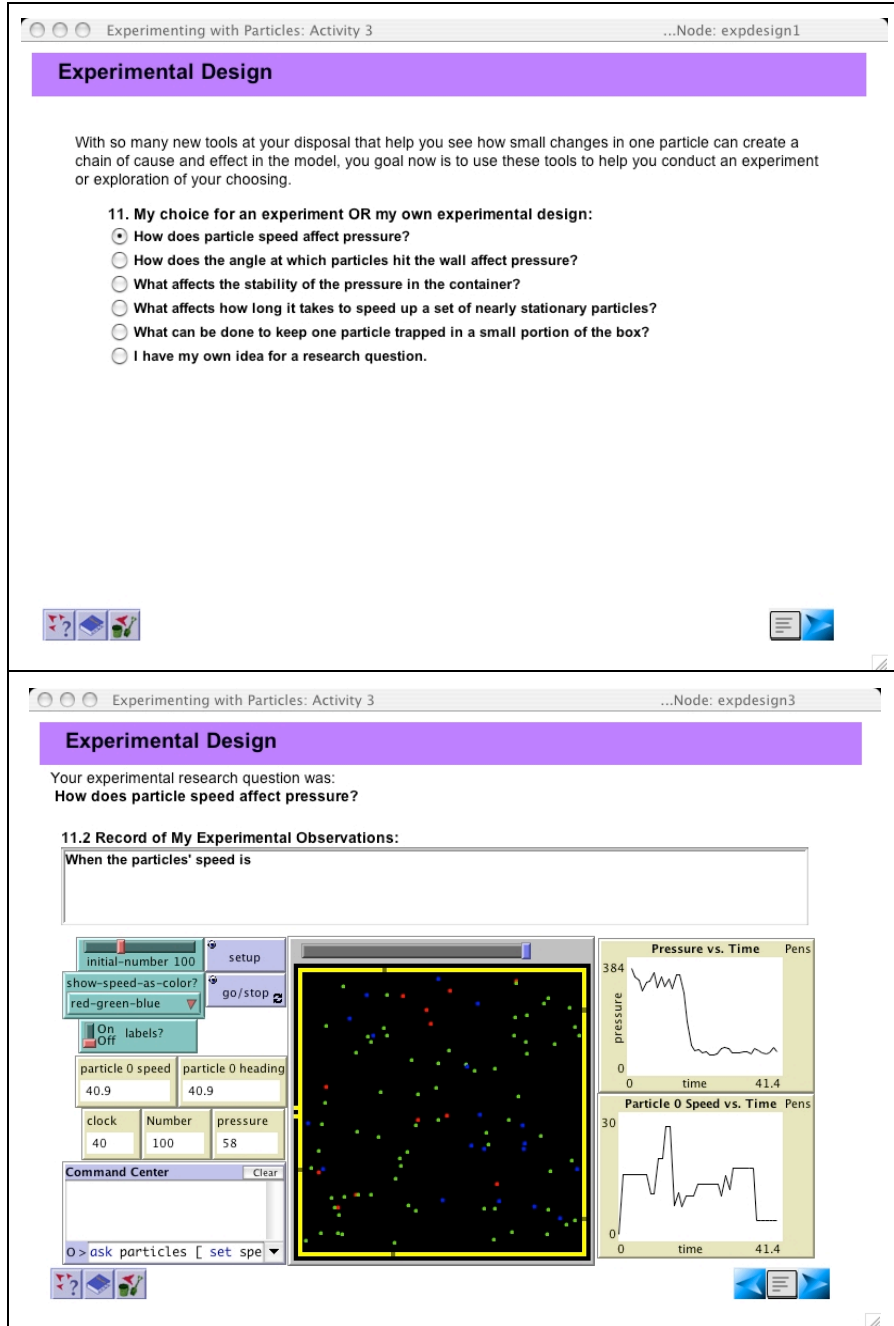 Experimenting with Particles: Activity 3 ...Node: expdesign1
Experimental Design
With so many new tools at your disposal that help you see how small changes in one particle can create a
chain of cause and effect in the model, you goal now is to use these tools to help you conduct an experiment
or exploration of your choosing.
11. My choice for an experiment OR my own experimental design:
How does particle speed affect pressure?
How does the angle at which particles hit the wall affect pressure?
What affects the stability of the pressure in the container?
What affects how long it takes to speed up a set of nearly stationary particles?
What can be done to keep one particle trapped in a small portion of the box?
I have my own idea for a research question.
?
Experimenting with Particles: Activity 3 ...Node: expdesign3
Experimental Design
Your experimental research question was:
How does particle speed affect pressure?
11.2 Record of My Experimental Observations:
When the particles' speed is
initial-number 100
setup
show-speed-as-color?
red-green-blue
go/stop
On
Off
labels?
particle 0 speed
40.9
particle 0 heading
40.9
clock
40
Number
100
pressure
58
Command Center
Clear
O> ask particles [ set spe
Pressure vs. Time Pens
384
pressure
0
0 time 41.4
Particle 0 Speed vs. Time Pens
30
0
0 time 41.4
?